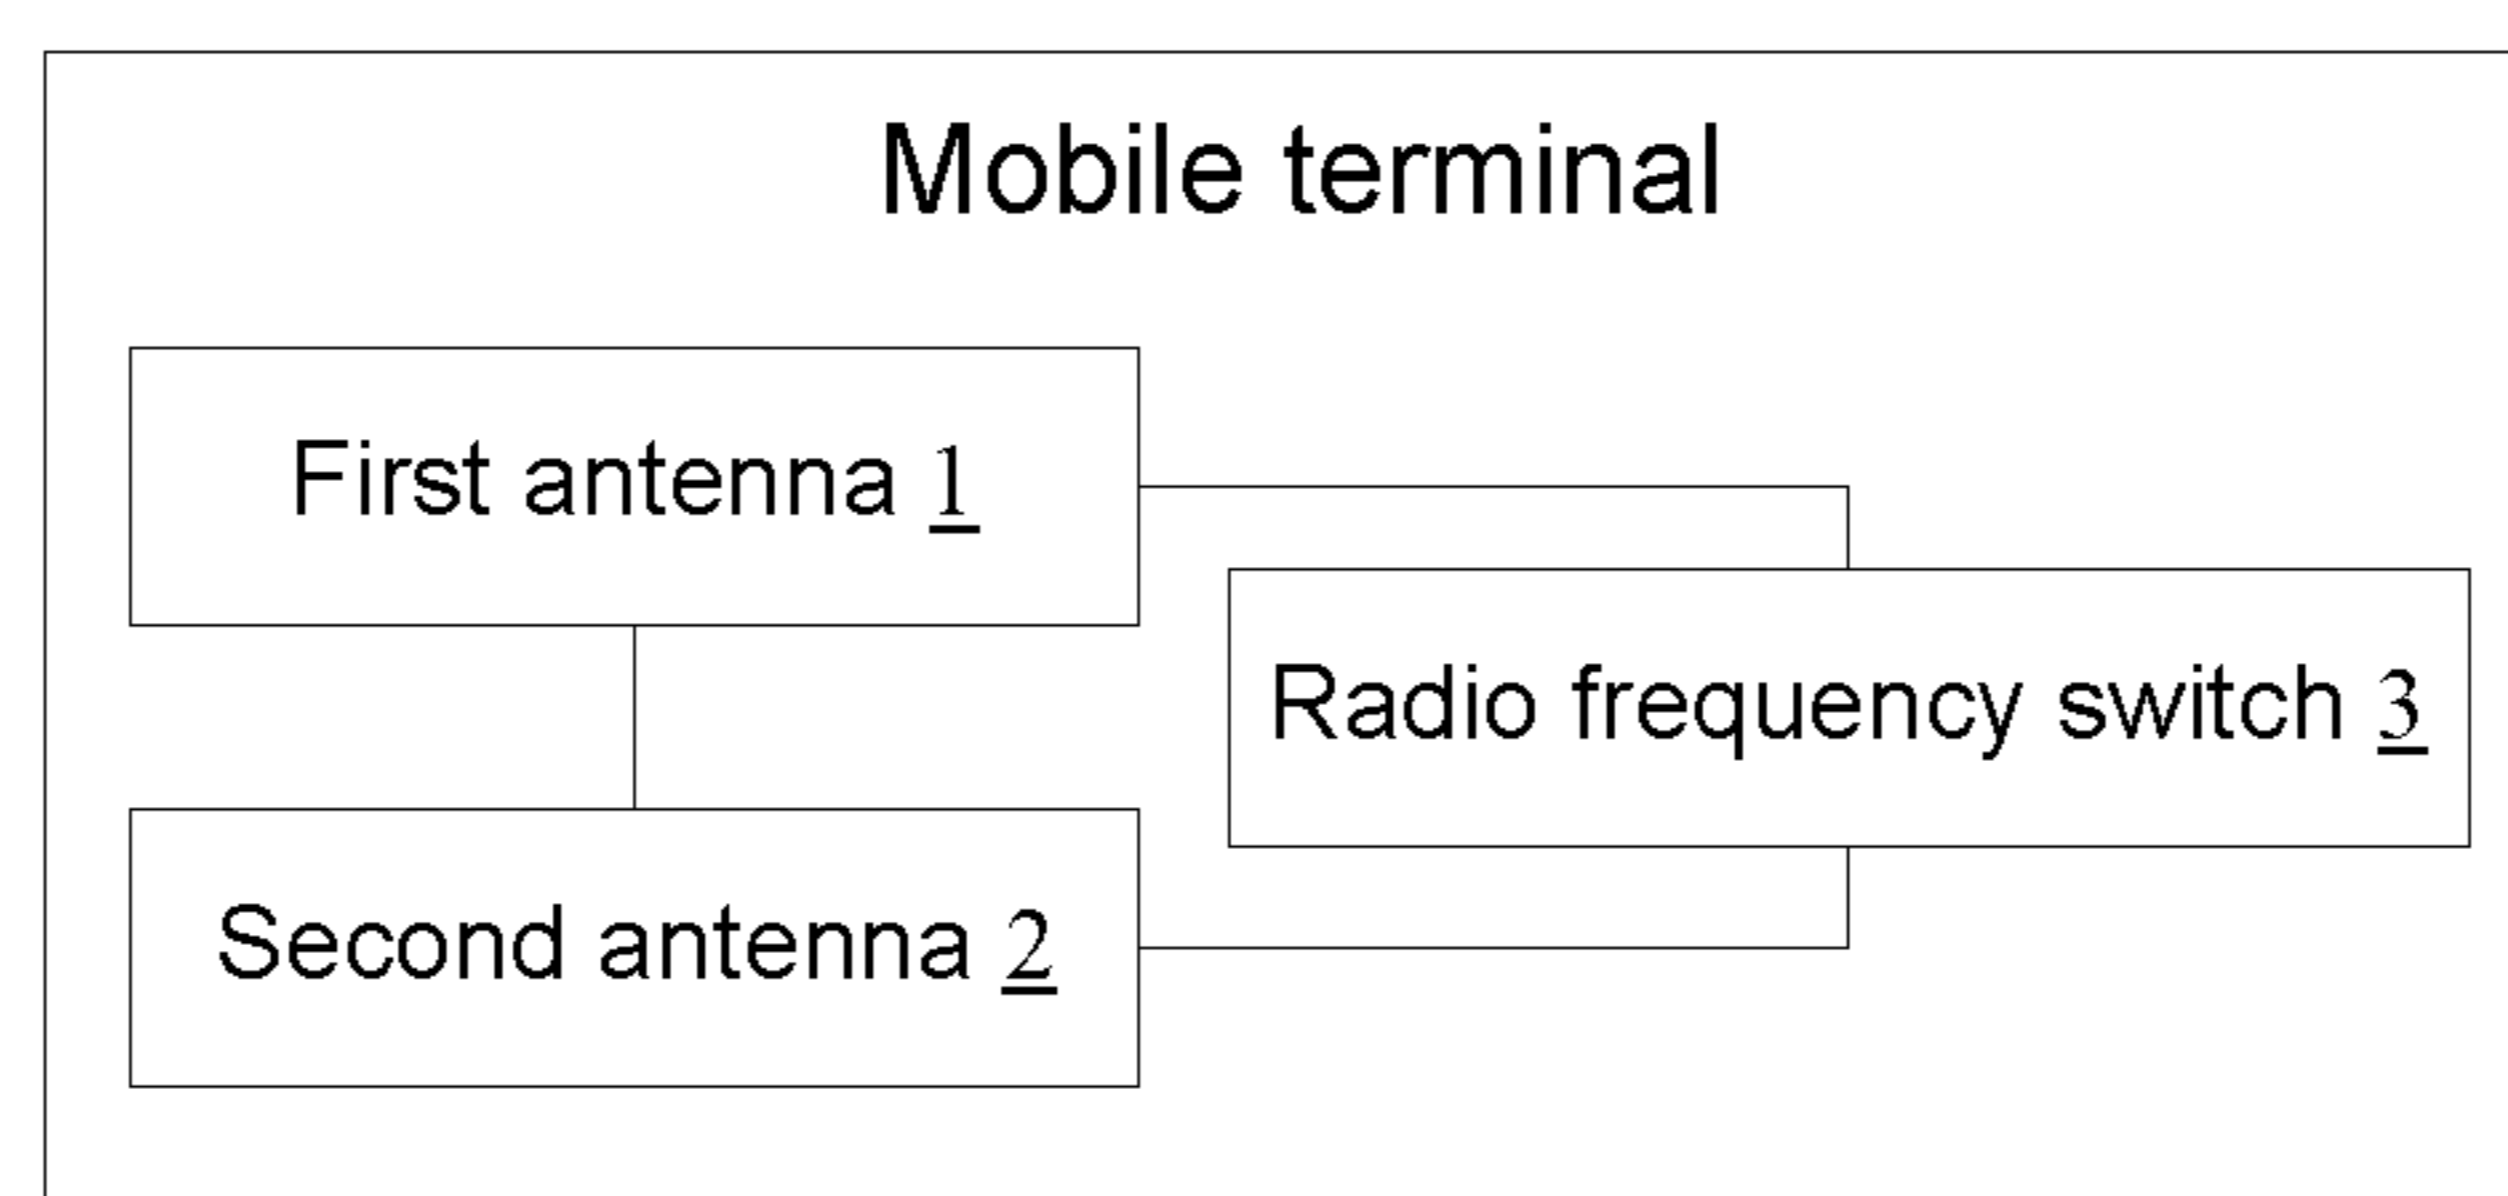 Mobile terminal
First antenna 1
Radio frequency switch 3
Second antenna 2